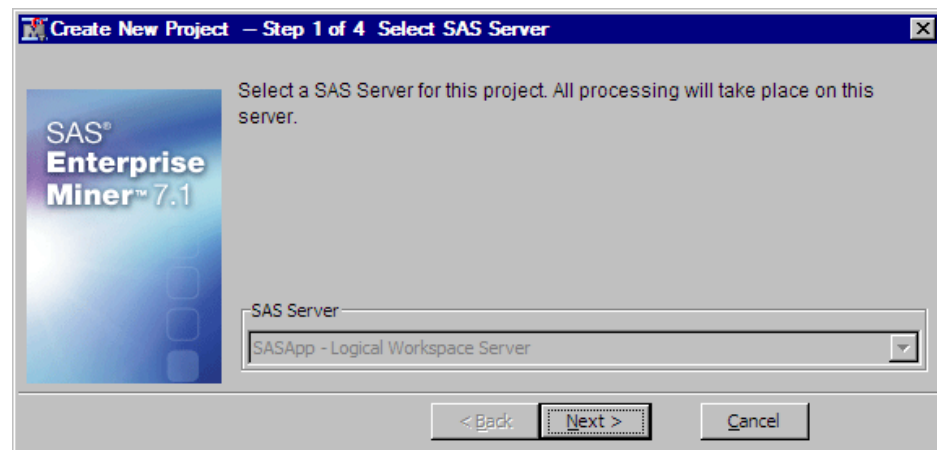 Create New Project – Step 1 of 4 Select SAS Server
Select a SAS Server for this project. All processing will take place on this
server.
SAS®
Enterprise
Miner™ 7.1
SAS Server
SASApp - Logical Workspace Server
< Back
Next >
Cancel